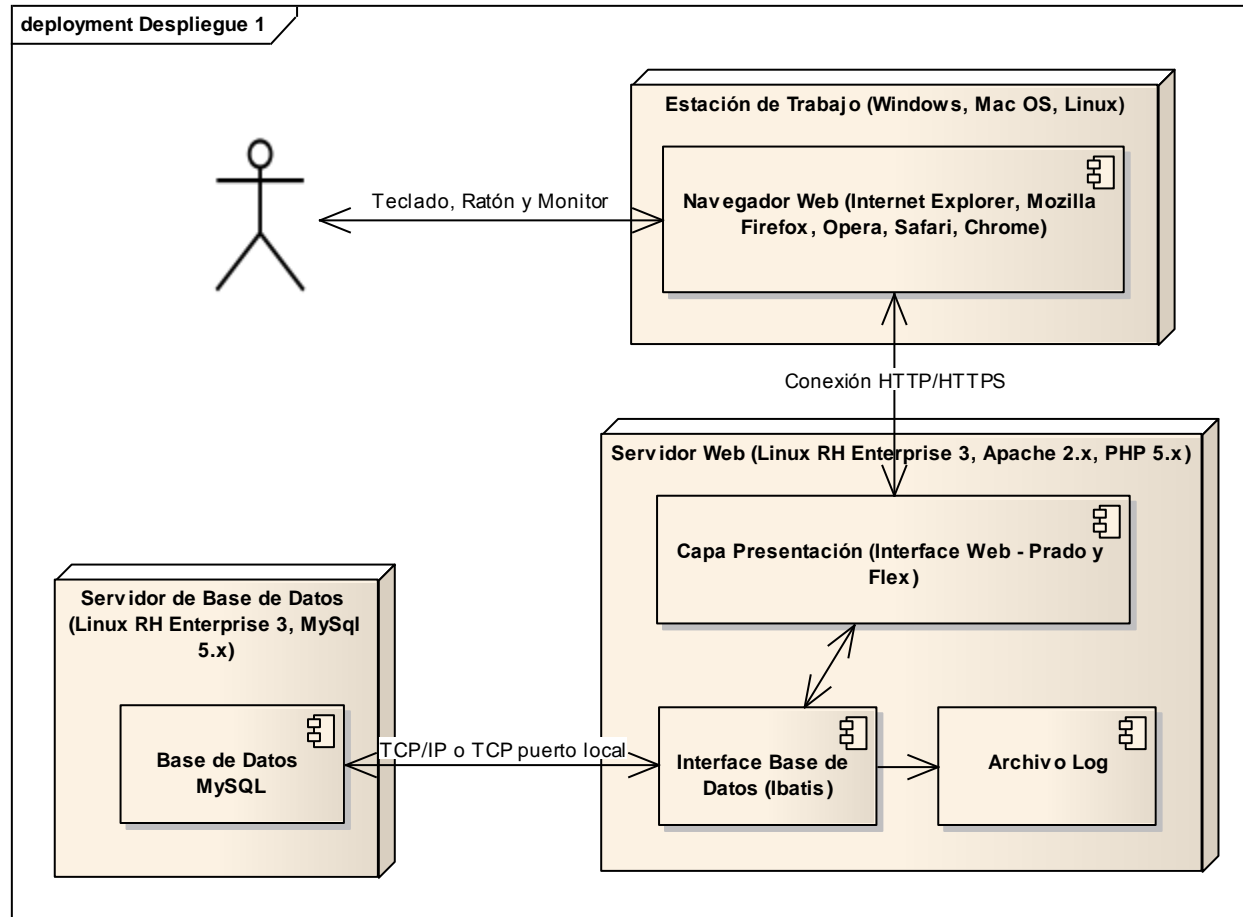 deployment Despliegue 1
Estación de Trabajo (Windows, Mac OS, Linux)
Navegador Web (Internet Explorer, Mozilla
Firefox, Opera, Safari, Chrome)
Teclado, Ratón y Monitor
Conexión HTTP/HTTPS
Servidor Web (Linux RH Enterprise 3, Apache 2.x, PHP 5.x)
Capa Presentación (Interface Web - Prado y
Flex)
Servidor de Base de Datos
(Linux RH Enterprise 3, MySql
5.x)
Base de Datos
MySQL
TCP/IP o TCP puerto local
Interface Base de
Datos (Ibatis)
Archivo Log